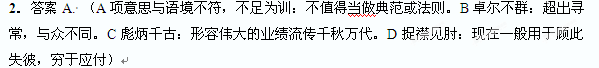 2．答案 A.（A 项意思与语境不符，不足为训：不值得当做典范或法则。B 卓尔不群：超出寻
常，与众不同。C 彪炳千古：形容伟大的业绩流传千秋万代。D 捉襟见肘：现在一般用于顾此
失彼，穷于应付）